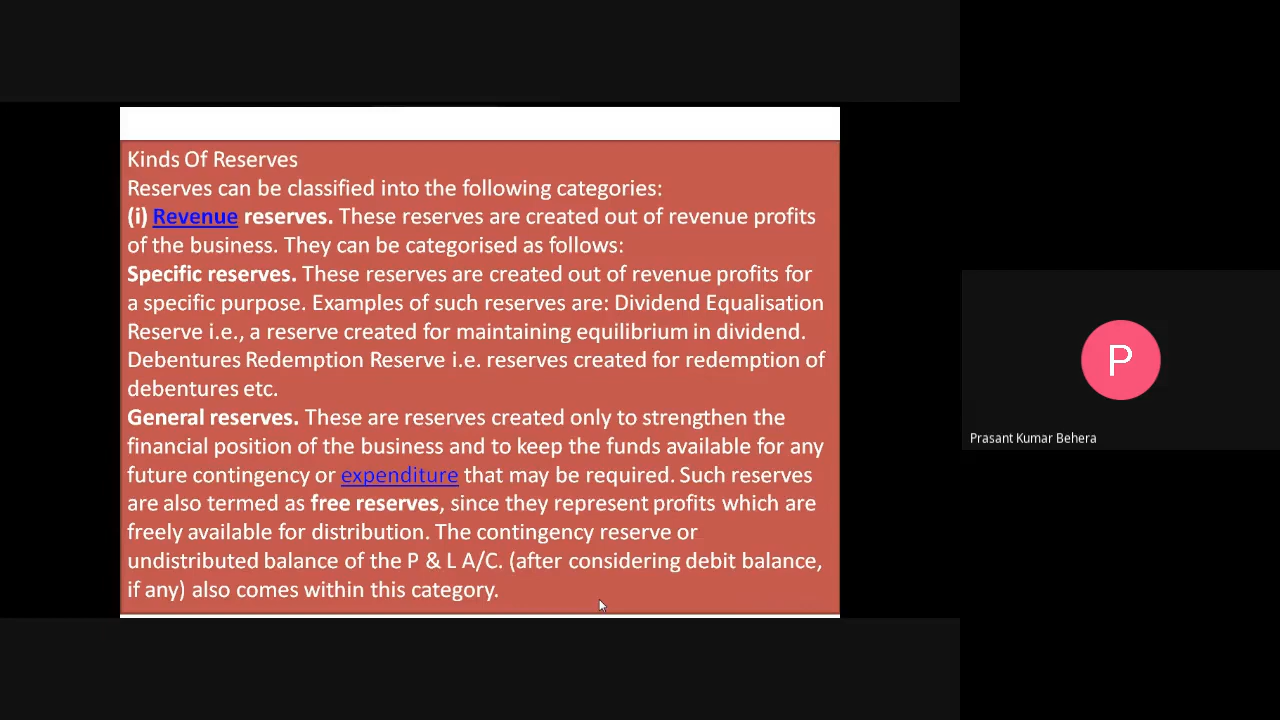 Kinds Of Reserves
Reserves can be classified into the following categories:
(i) Revenue reserves. These reserves are created out of revenue profits
of the business. They can be categorised as follows:
Specific reserves. These reserves are created out of revenue profits for
a specific purpose. Examples of such reserves are: Dividend Equalisation
Reserve i.e., a reserve created for maintaining equilibrium in dividend.
Debentures Redemption Reserve i.e. reserves created for redemption of
debentures etc.
General reserves. These are reserves created only to strengthen the
financial position of the business and to keep the funds available for any
future contingency or expenditure that may be required. Such reserves
are also termed as free reserves, since they represent profits which are
freely available for distribution. The contingency reserve or
undistributed balance of the P & L A/C. (after considering debit balance,
if any) also comes within this category.
P
Prasant Kumar Behera